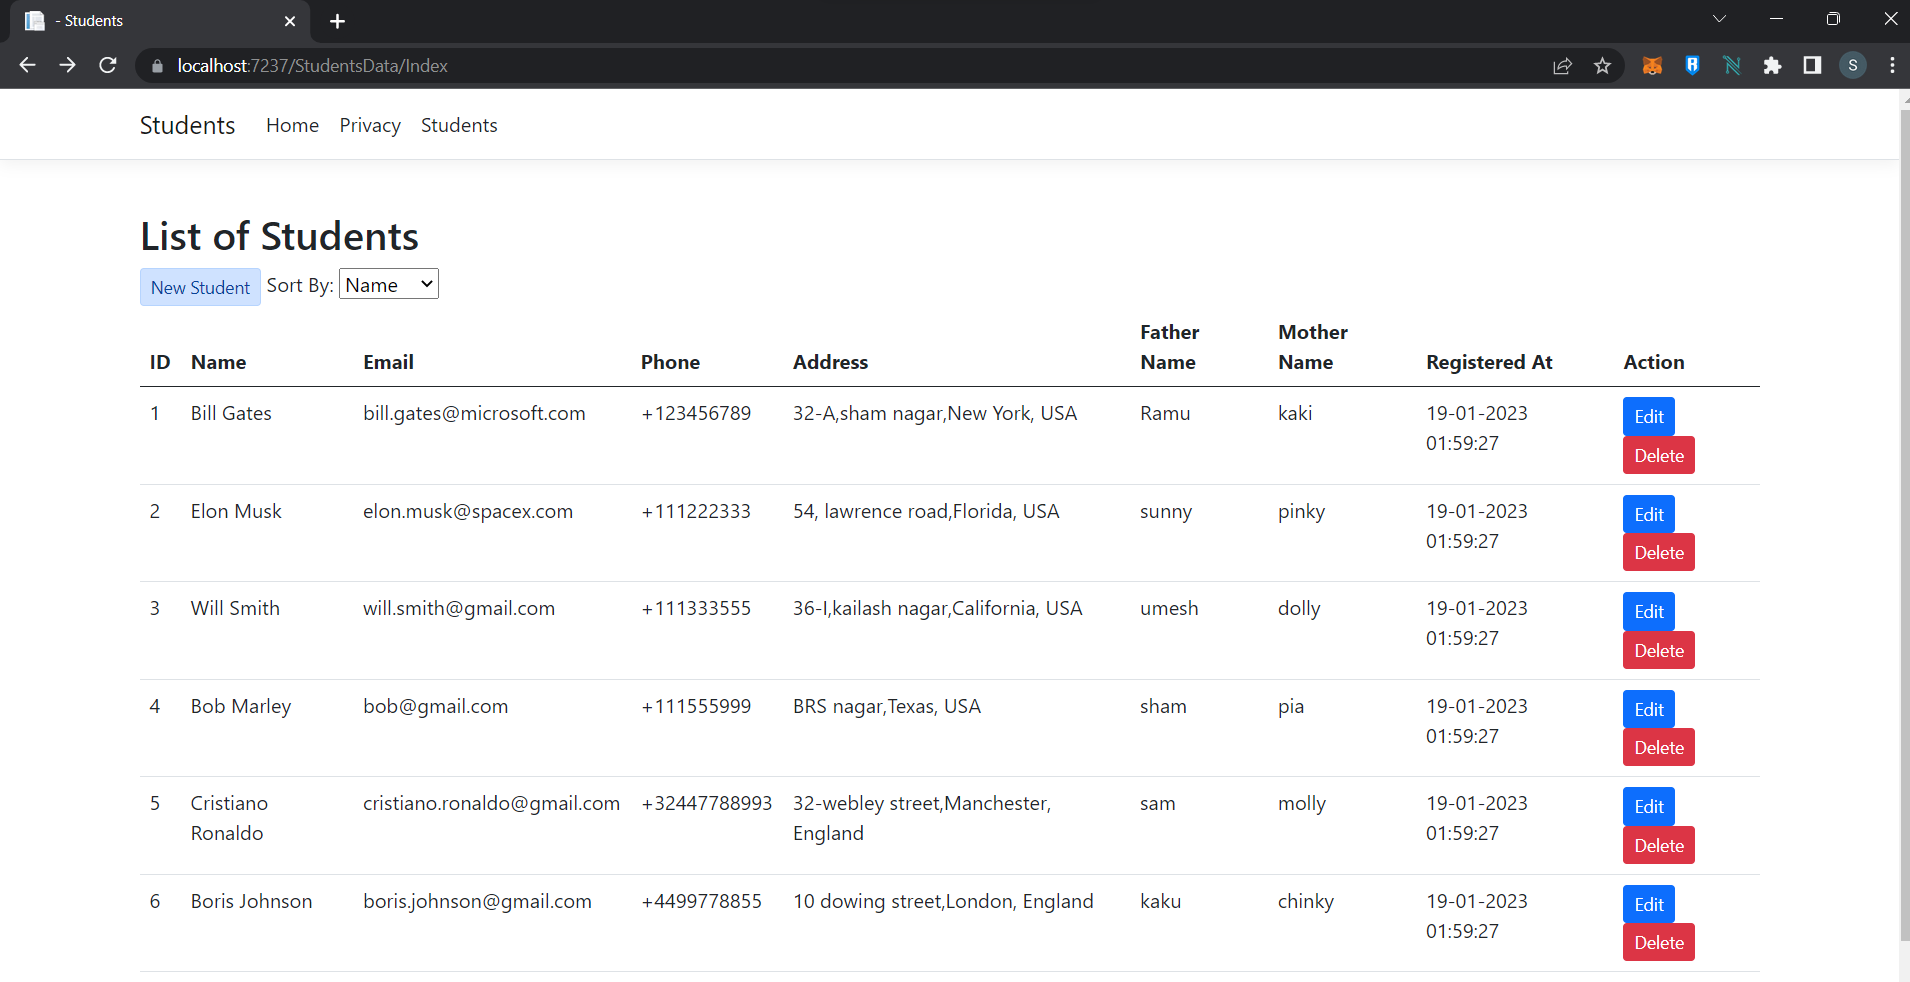 - Students
localhost:7237/StudentsData/Index
S
Students Home Privacy Students
List of Students
New Student Sort By: Name
ID Name Email Phone Address Father Name Mother Name Registered At Action
1 Bill Gates bill.gates@microsoft.com +123456789 32-A,sham nagar,New York, USA Ramu kaki 19-01-2023 Edit
01:59:27 Delete
2 Elon Musk elon.musk@spacex.com +111222333 54, lawrence road,Florida, USA sunny pinky 19-01-2023 Edit
01:59:27 Delete
3 Will Smith will.smith@gmail.com +111333555 36-I,kailash nagar,California, USA umesh dolly 19-01-2023 Edit
01:59:27 Delete
4 Bob Marley bob@gmail.com +111555999 BRS nagar,Texas, USA sham pia 19-01-2023 Edit
01:59:27 Delete
5 Cristiano cristiano.ronaldo@gmail.com +32447788993 32-webley street,Manchester, sam molly 19-01-2023 Edit
Ronaldo England 01:59:27 Delete
6 Boris Johnson boris.johnson@gmail.com +4499778855 10 dowing street,London, England kaku chinky 19-01-2023 Edit
01:59:27 Delete